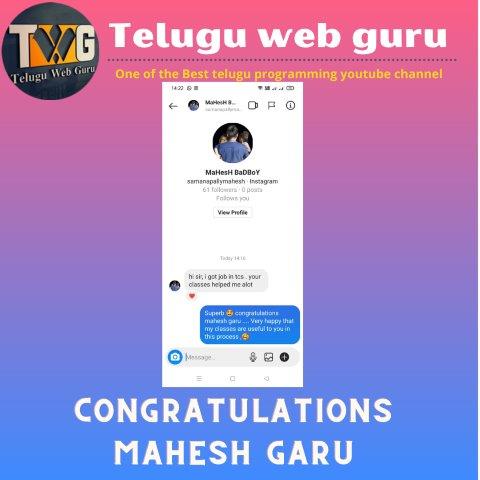 TWG
Telugu Web Guru
Telugu web guru
One of the Best telugu programming youtube channel
14:22
MaHesH B...
samanapallyma...
MaHesH BaDBoY
samanapallymahesh · Instagram
61 followers · 0 posts
Follows you
View Profile
Today 14:16
hi sir, i got job in tcs . your
classes helped me alot
Superb 🤩 congratulations
mahesh garu .... Very happy that
my classes are useful to you in
this process .🥰
Message...
CONGRATULATIONS
MAHESH GARU